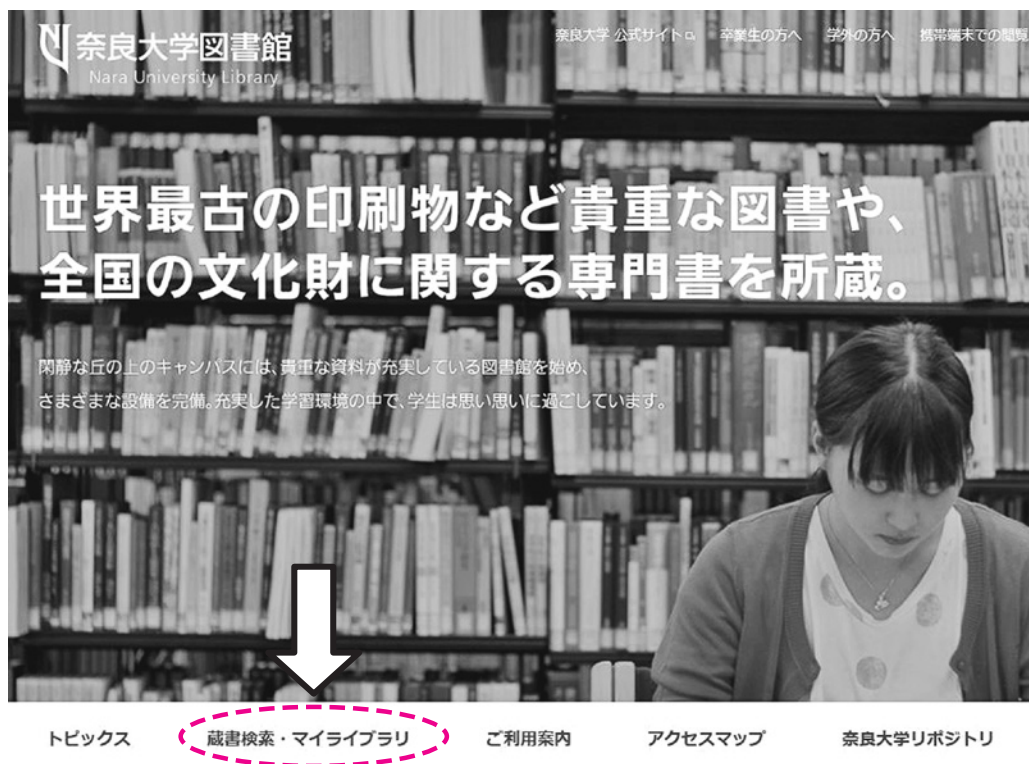 奈良大学図書館
Nara University Library
奈良大学 公式サイト 卒業生の方へ 学外の方へ 携帯端末での閲覧
世界最古の印刷物など貴重な図書や、
全国の文化財に関する専門書を所蔵。
閑静な丘の上のキャンパスには、貴重な資料が充実している図書館を始め、
さまざまな設備を完備。充実した学習環境の中で、学生は思い思いに過ごしています。
トピックス 蔵書検索・マイライブラリ ご利用案内 アクセスマップ 奈良大学リポジトリ